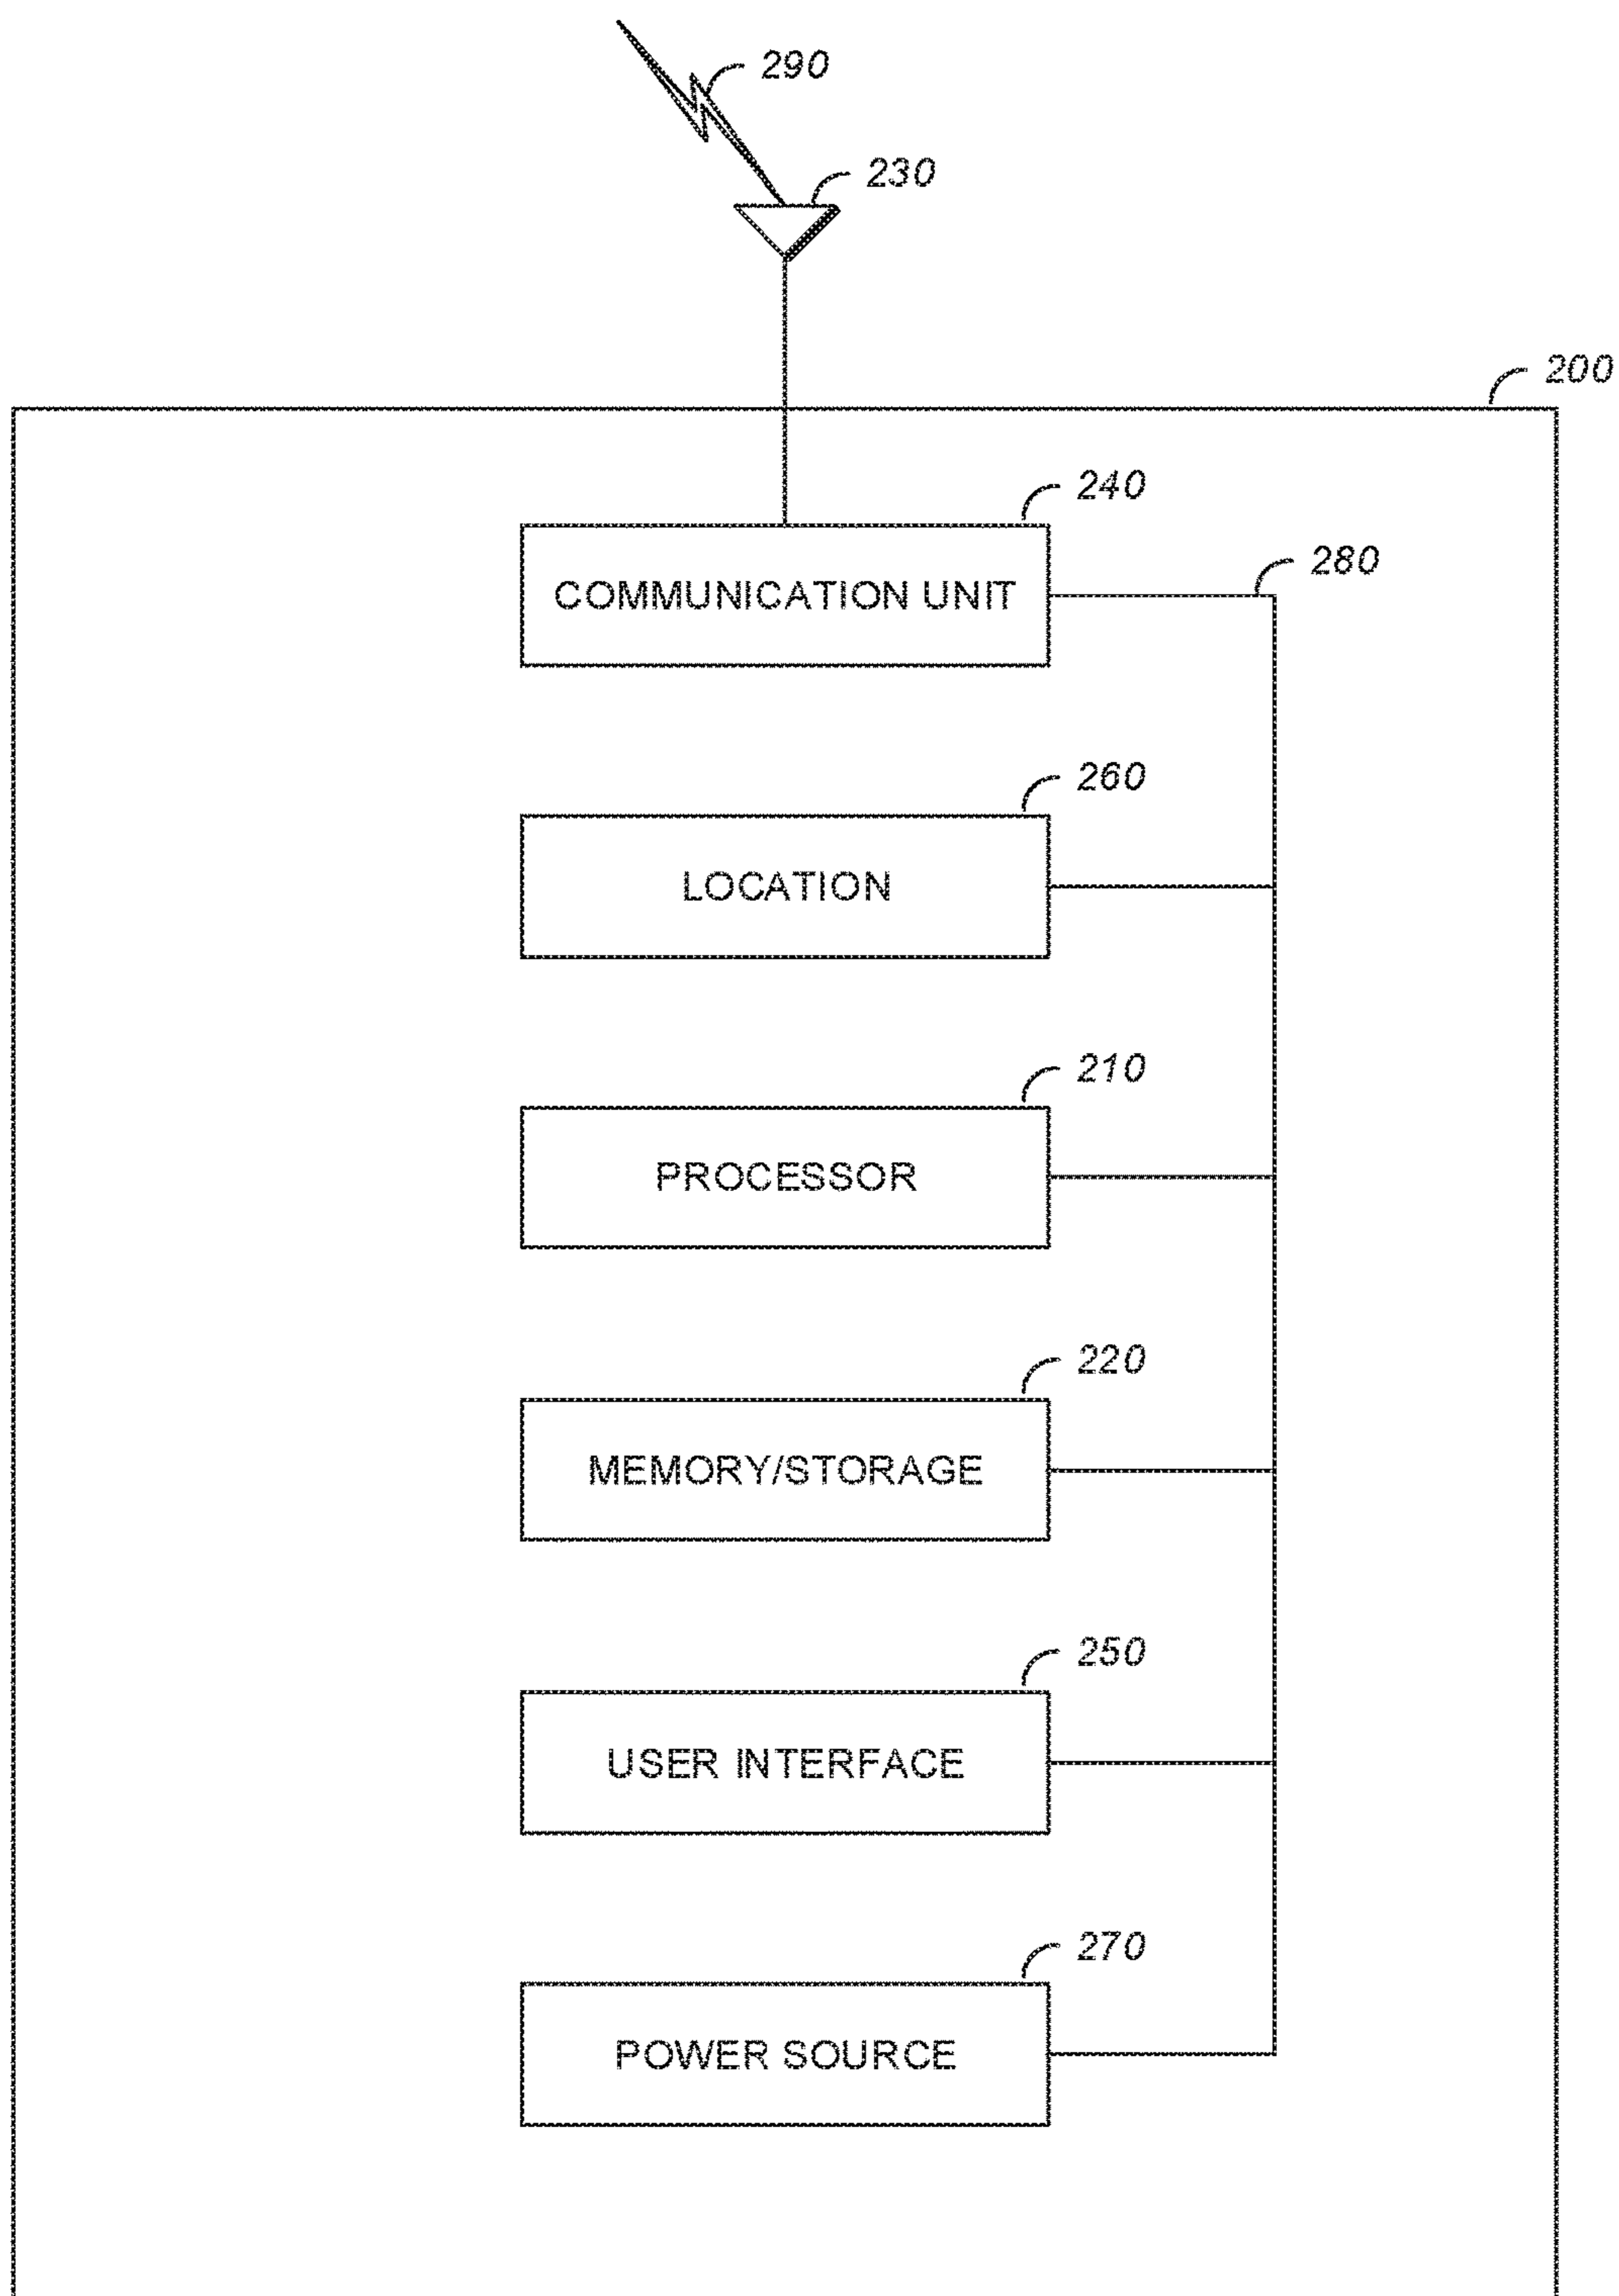 290
230
200
240
280
COMMUNICATION UNIT
260
LOCATION
210
PROCESSOR
220
MEMORY/STORAGE
250
USER INTERFACE
270
POWER SOURCE